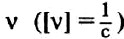 ν ([ν] = 1/c)